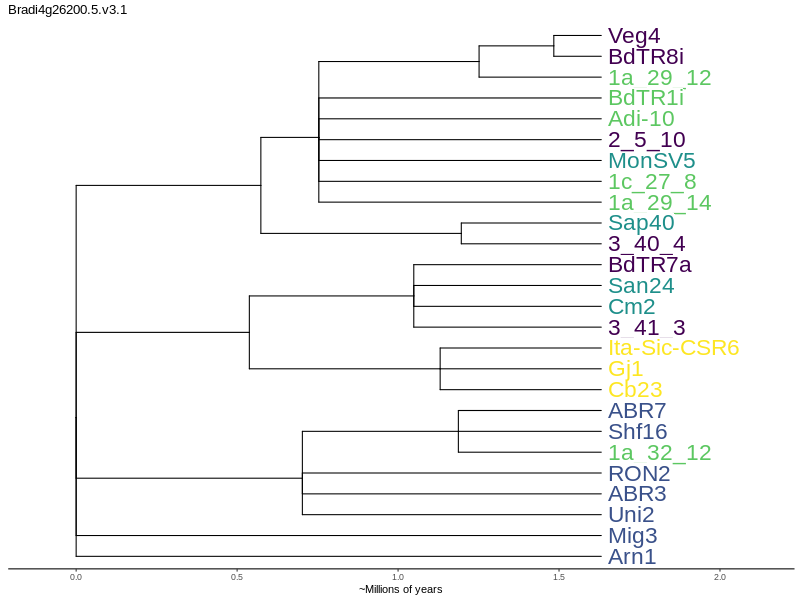 Bradi4g26200.5.v3.1
Veg4
BdTR8i
1a_29_12
BdTR1i
Adi-10
2_5_10
MonSV5
1c_27_8
1a_29_14
Sap40
3_40_4
BdTR7a
San24
Cm2
3_41_3
Ita-Sic-CSR6
Gj1
Cb23
ABR7
Shf16
1a_32_12
RON2
ABR3
Uni2
Mig3
Arn1
0.0 0.5 1.0 1.5 2.0
~Millions of years